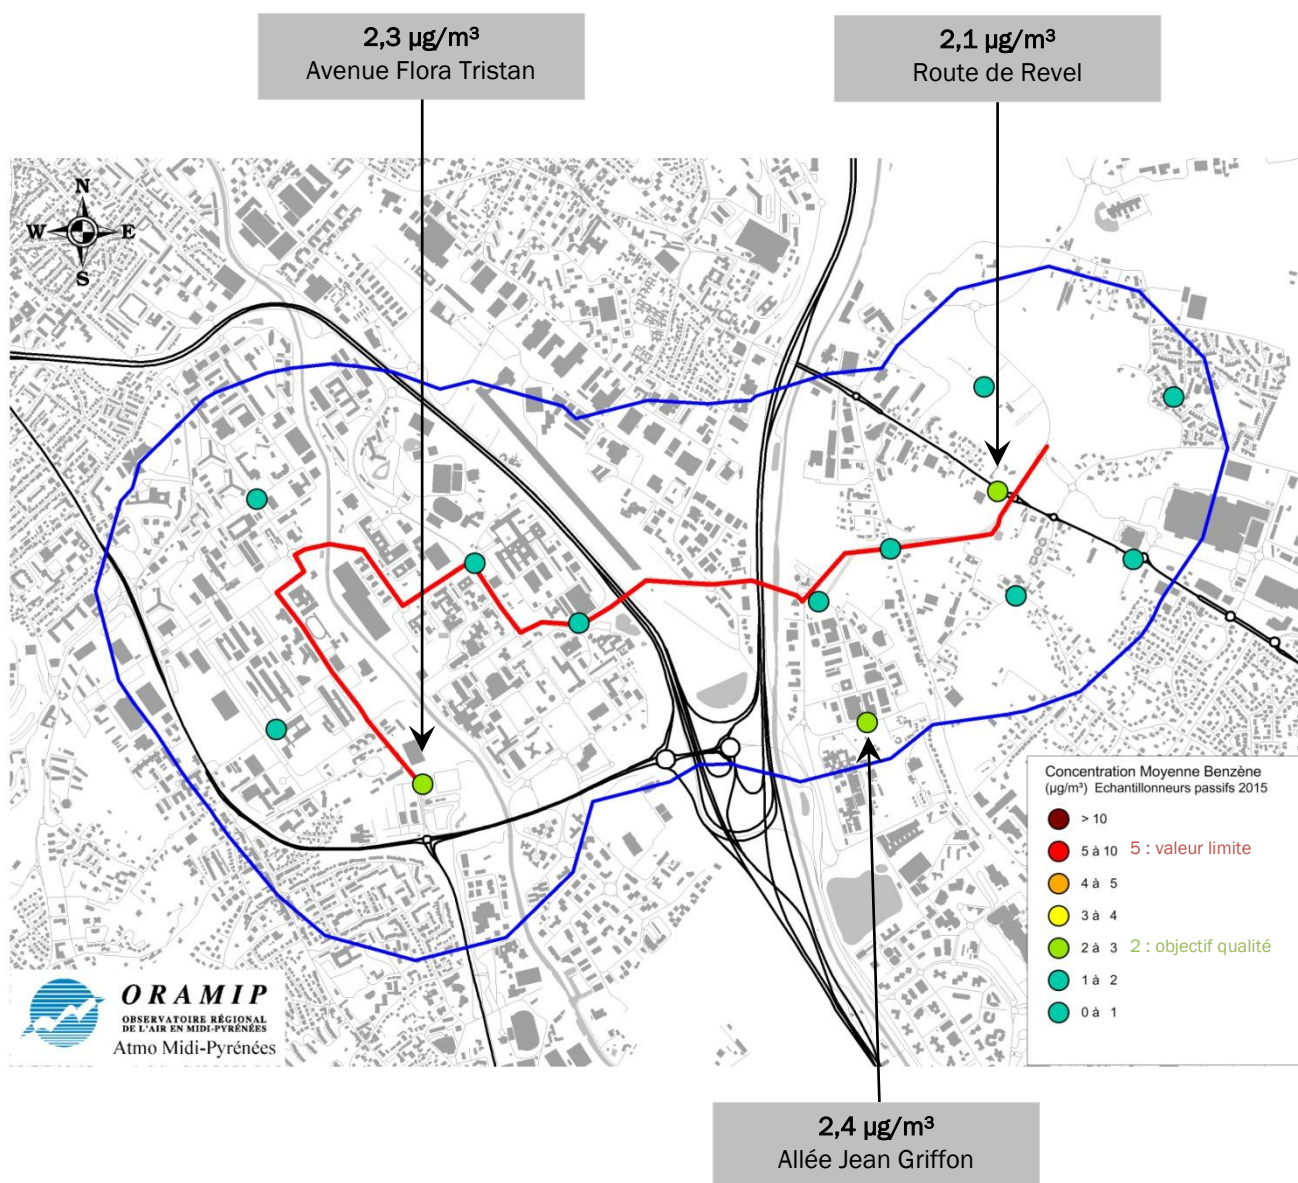 2,3 µg/m³
Avenue Flora Tristan
2,1 µg/m³
Route de Revel
N
W
E
S
Concentration Moyenne Benzène
(µg/m³) Echantillonneurs passifs 2015
> 10
5 à 10 5 : valeur limite
4 à 5
3 à 4
2 à 3 2 : objectif qualité
1 à 2
0 à 1
ORAMIP
OBSERVATOIRE RÉGIONAL
DE L'AIR EN MIDI-PYRÉNÉES
Atmo Midi-Pyrénées
2,4 µg/m³
Allée Jean Griffon